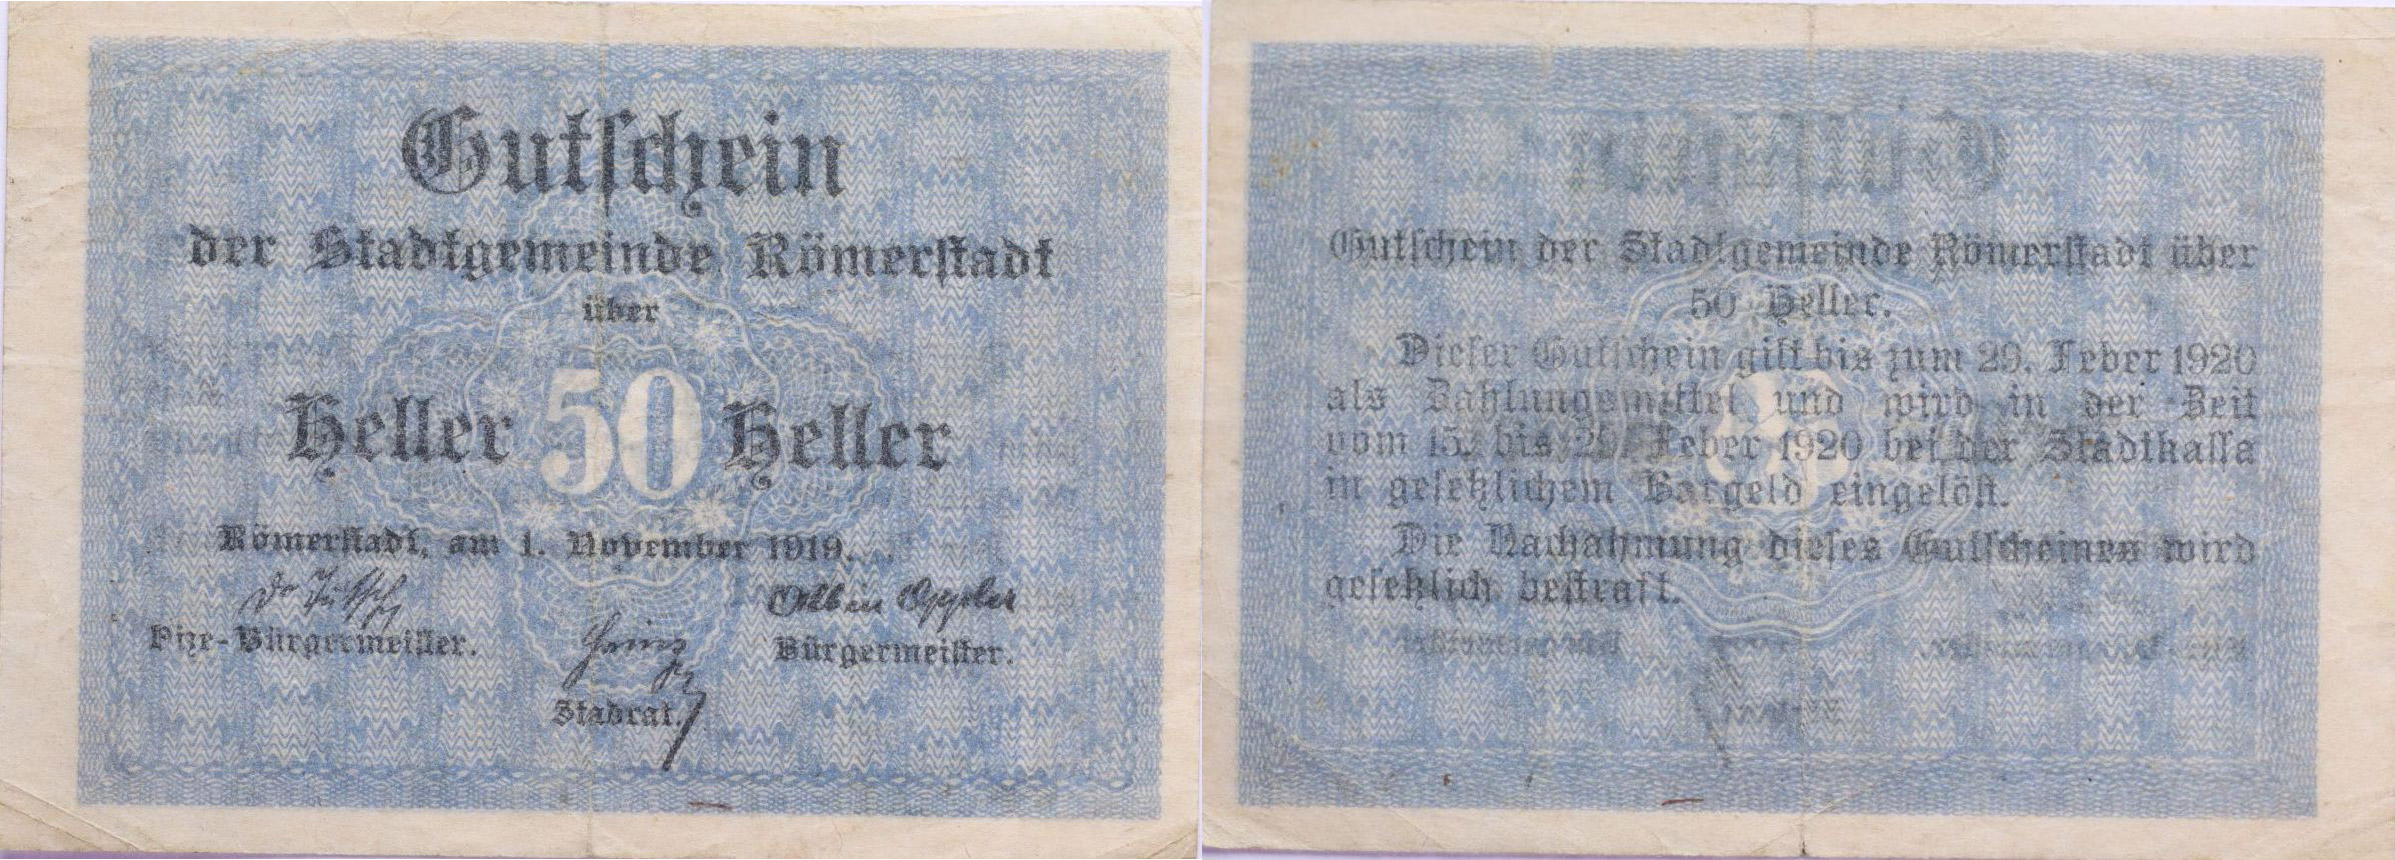 Gutschein
der Stadtgemeinde Römerstadt
über
Heller 50 Heller
Römerstadt, am 1. November 1919.
Albin Oppler
Vize-Bürgermeister.
Bürgermeister.
Stadrat.
Gutschein der Stadtgemeinde Römerstadt über
50 Heller.
Dieser Gutschein gilt bis zum 29. Feber 1920
als Zahlungsmittel und wird in der Zeit
vom 15. bis 29. Feber 1920 bei der Stadtkassa
in gesetzlichem Bargeld eingelöst.
Die Nachahmung dieses Gutscheines wird
gesetzlich bestraft.